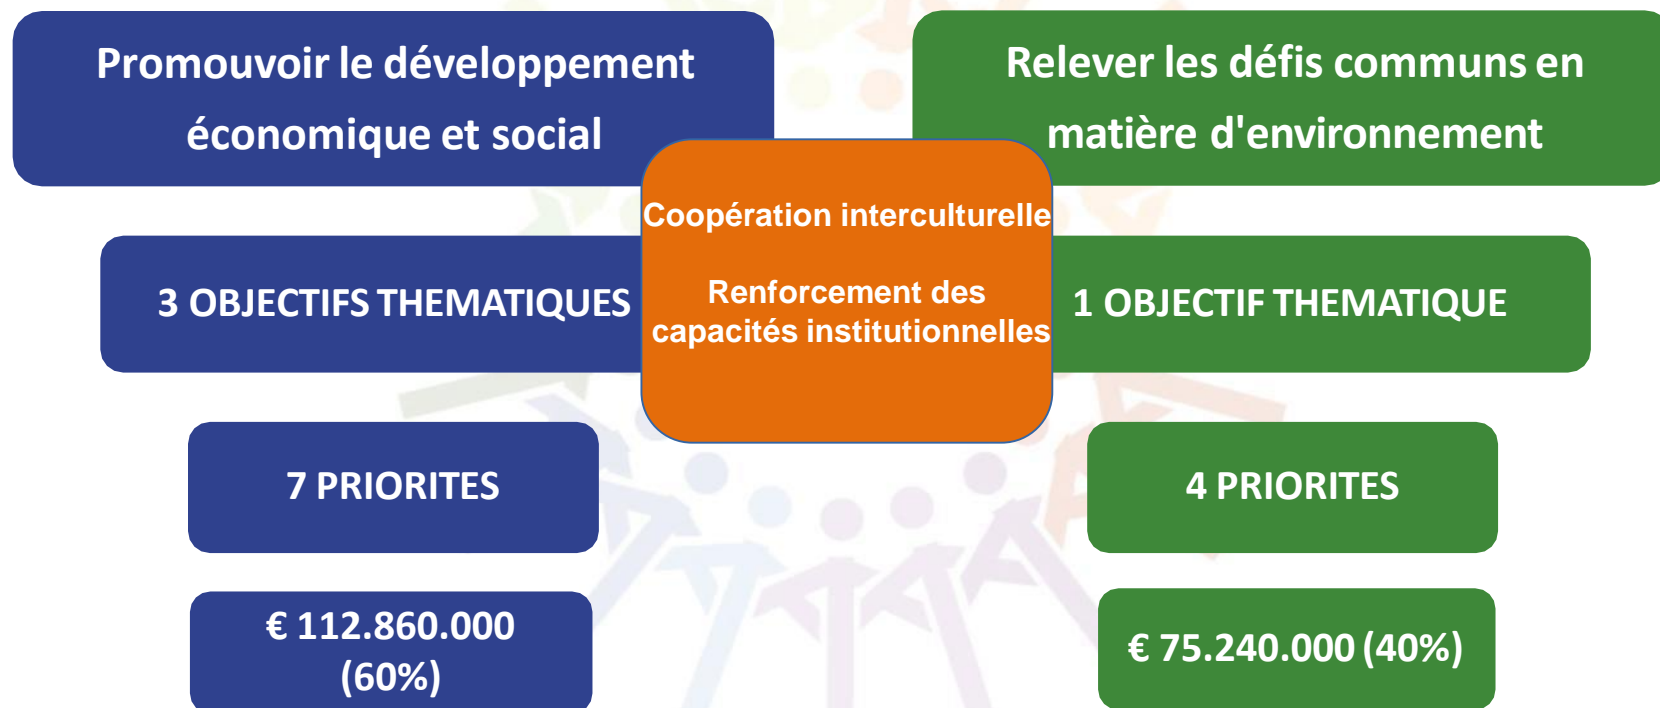 Promouvoir le développement
économique et social
Relever les défis communs en
matière d'environnement
Coopération interculturelle
Renforcement des
capacités institutionnelles
3 OBJECTIFS THEMATIQUES
1 OBJECTIF THEMATIQUE
7 PRIORITES
4 PRIORITES
€ 112.860.000
(60%)
€ 75.240.000 (40%)